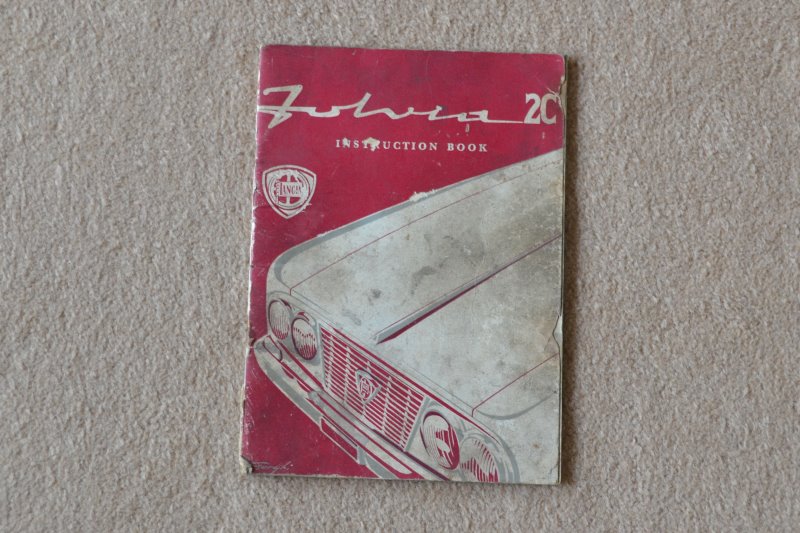 Fulvia 2C
INSTRUCTION BOOK
LANCIA